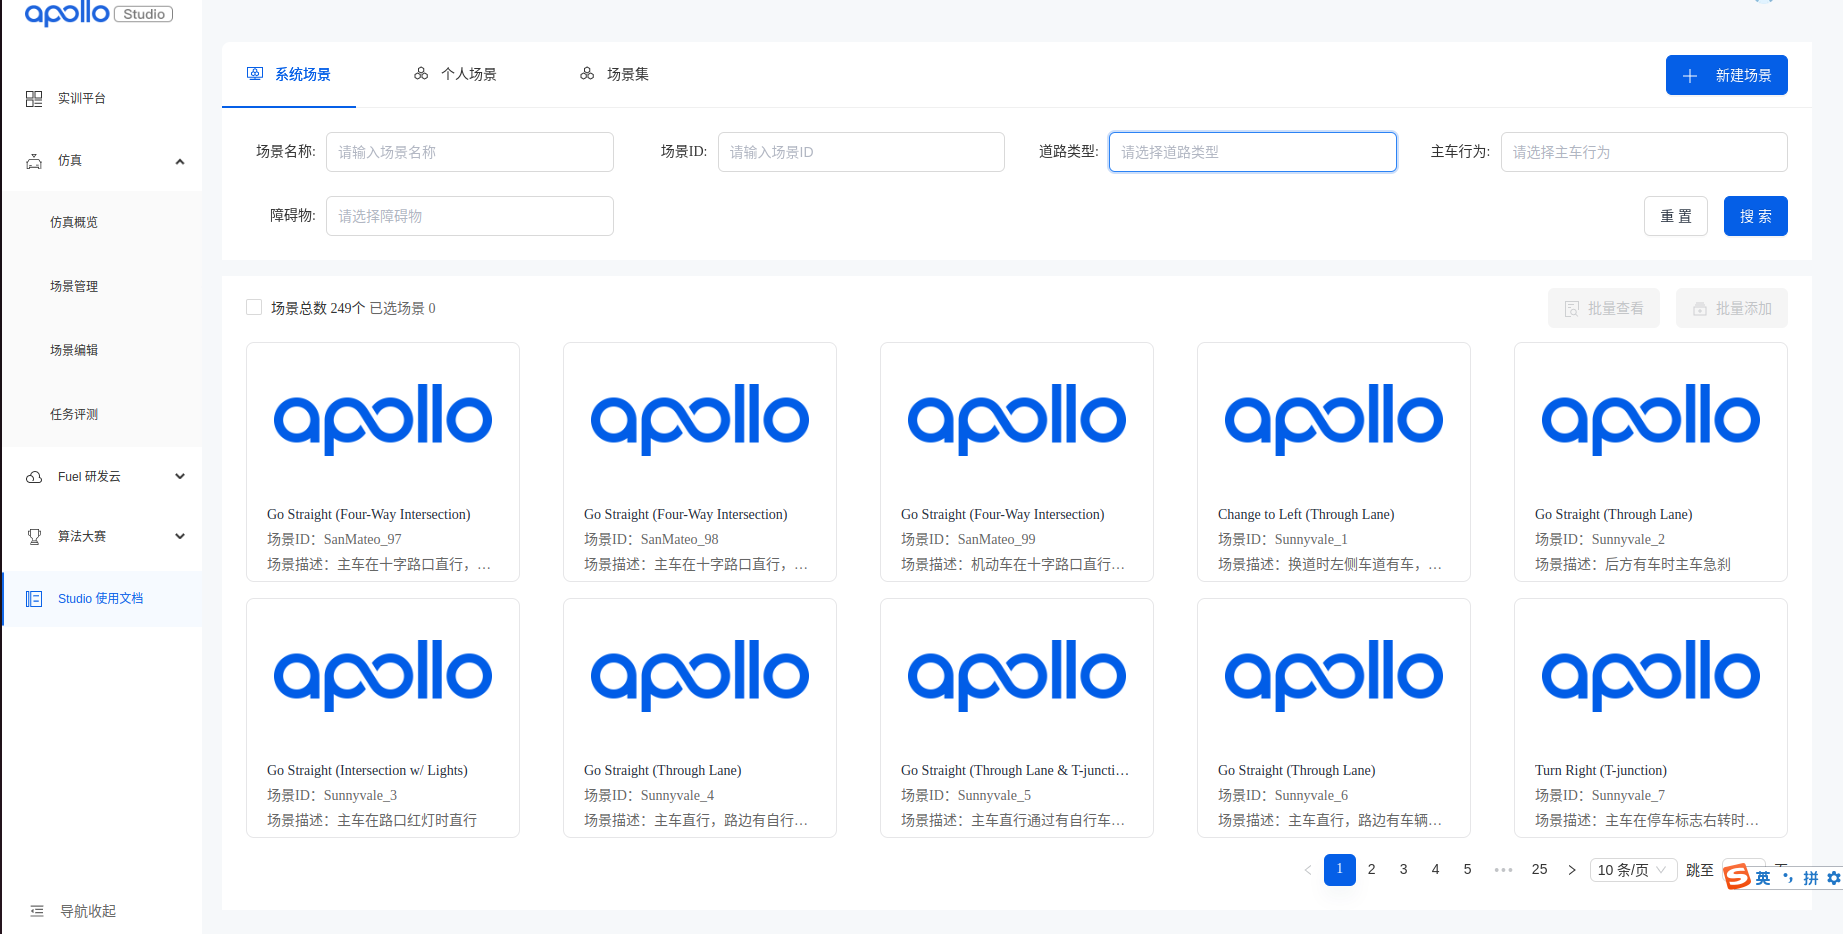 apollo Studio
实训平台
仿真
仿真概览
场景管理
场景编辑
任务评测
Fuel 研发云
算法大赛
Studio 使用文档
导航收起
系统场景
个人场景
场景集
新建场景
场景名称: 请输入场景名称
场景ID: 请输入场景ID
道路类型: 请选择道路类型
主车行为: 请选择主车行为
障碍物: 请选择障碍物
重 置
搜 索
场景总数 249个 已选场景 0
批量查看
批量添加
apollo
Go Straight (Four-Way Intersection)
场景ID：SanMateo_97
场景描述：主车在十字路口直行，…
apollo
Go Straight (Four-Way Intersection)
场景ID：SanMateo_98
场景描述：主车在十字路口直行，…
apollo
Go Straight (Four-Way Intersection)
场景ID：SanMateo_99
场景描述：机动车在十字路口直行…
apollo
Change to Left (Through Lane)
场景ID：Sunnyvale_1
场景描述：换道时左侧车道有车，…
apollo
Go Straight (Through Lane)
场景ID：Sunnyvale_2
场景描述：后方有车时主车急刹
apollo
Go Straight (Intersection w/ Lights)
场景ID：Sunnyvale_3
场景描述：主车在路口红灯时直行
apollo
Go Straight (Through Lane)
场景ID：Sunnyvale_4
场景描述：主车直行，路边有自行…
apollo
Go Straight (Through Lane & T-juncti…
场景ID：Sunnyvale_5
场景描述：主车直行通过有自行车…
apollo
Go Straight (Through Lane)
场景ID：Sunnyvale_6
场景描述：主车直行，路边有车辆…
apollo
Turn Right (T-junction)
场景ID：Sunnyvale_7
场景描述：主车在停车标志右转时…
< 1 2 3 4 5 ••• 25 > 10 条/页 跳至
S 英 拼